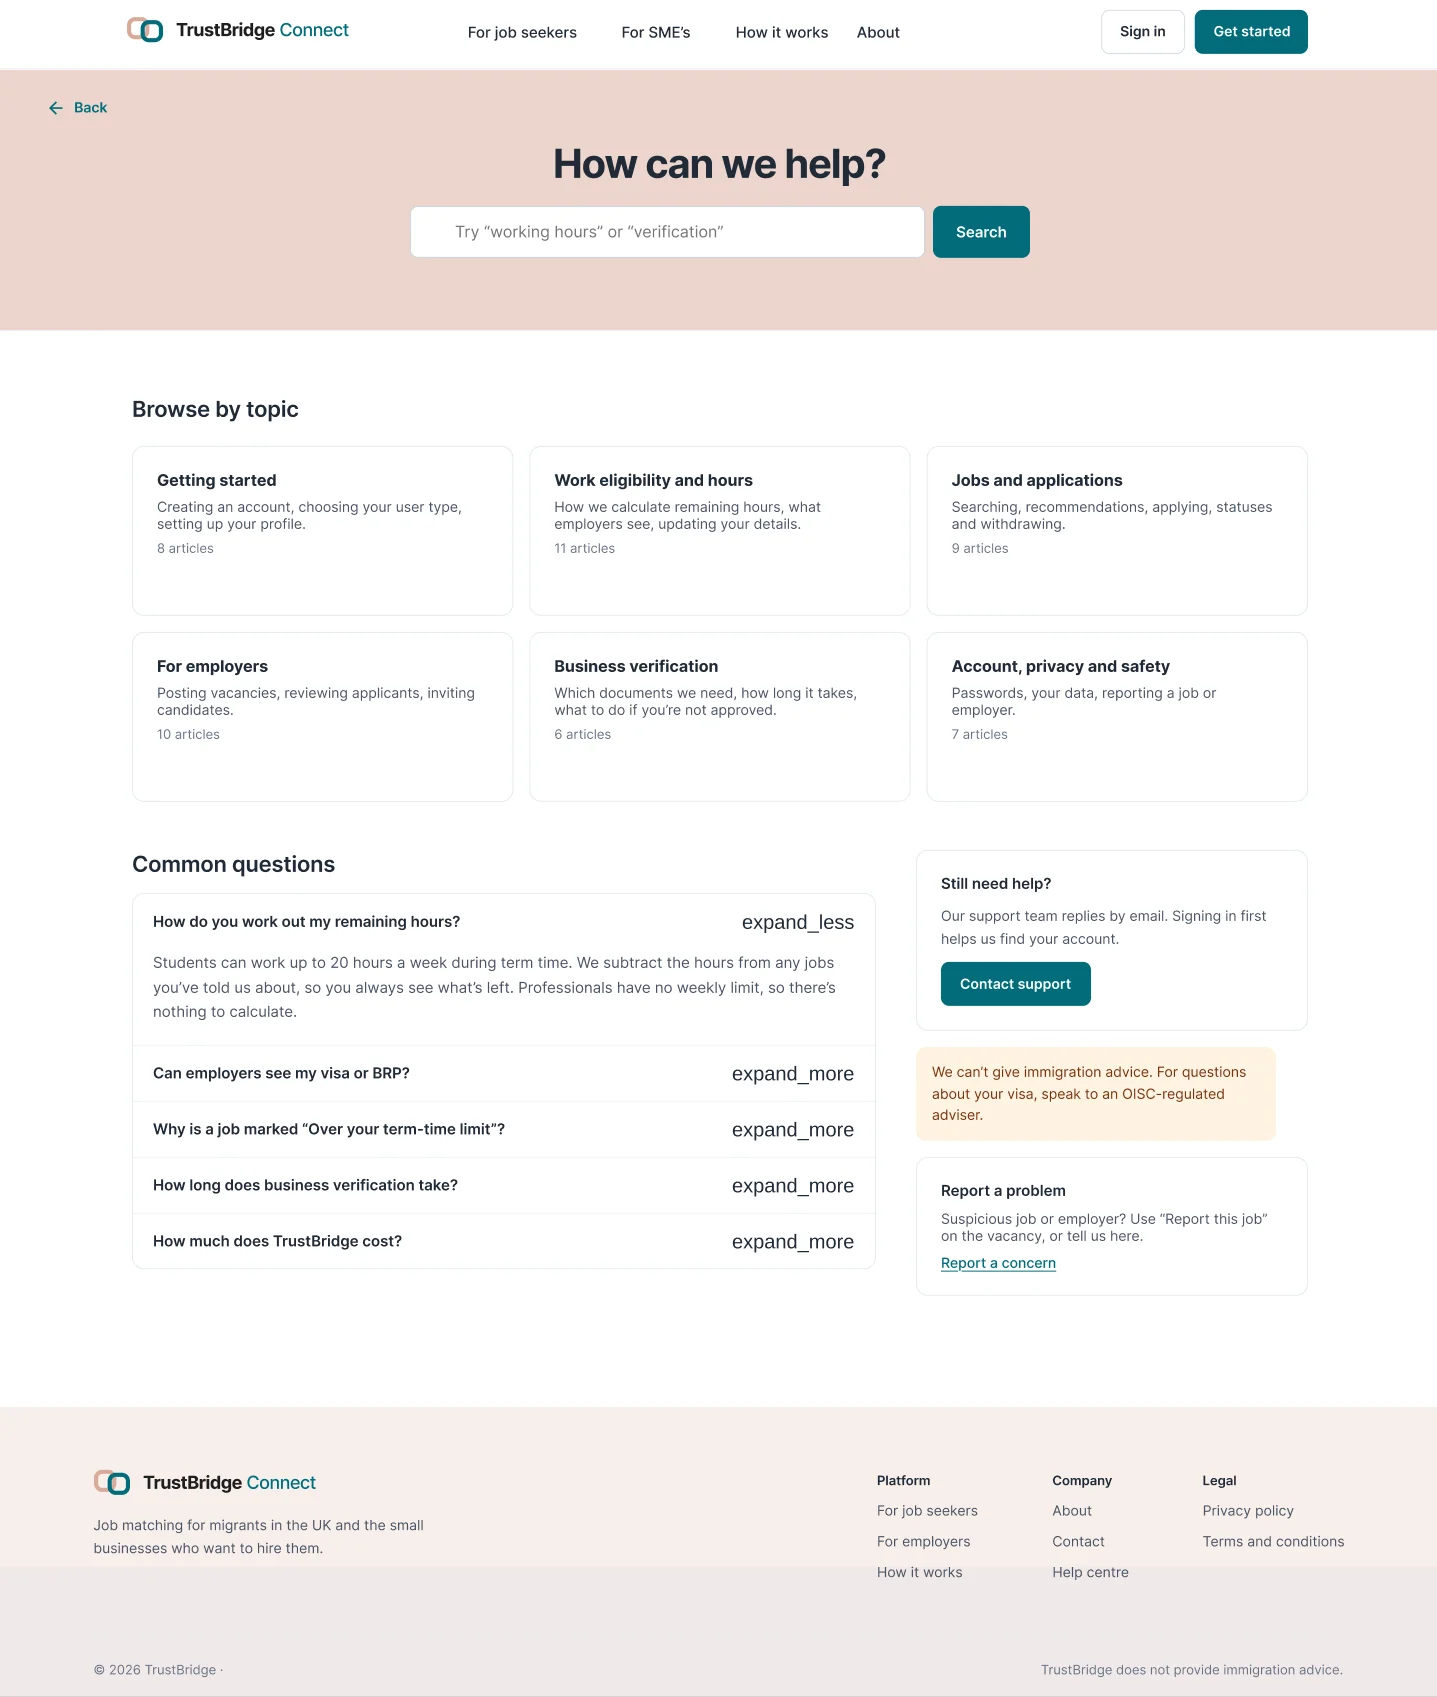 TrustBridge Connect
For job seekers
For SME’s
How it works
About
Sign in
Get started
Back
How can we help?
Try “working hours” or “verification”
Search
Browse by topic
Getting started
Creating an account, choosing your user type,
setting up your profile.
8 articles
Work eligibility and hours
How we calculate remaining hours, what
employers see, updating your details.
11 articles
Jobs and applications
Searching, recommendations, applying, statuses
and withdrawing.
9 articles
For employers
Posting vacancies, reviewing applicants, inviting
candidates.
10 articles
Business verification
Which documents we need, how long it takes,
what to do if you’re not approved.
6 articles
Account, privacy and safety
Passwords, your data, reporting a job or
employer.
7 articles
Common questions
How do you work out my remaining hours?
expand_less
Students can work up to 20 hours a week during term time. We subtract the hours from any jobs
you’ve told us about, so you always see what’s left. Professionals have no weekly limit, so there’s
nothing to calculate.
Can employers see my visa or BRP?
expand_more
Why is a job marked “Over your term-time limit”?
expand_more
How long does business verification take?
expand_more
How much does TrustBridge cost?
expand_more
Still need help?
Our support team replies by email. Signing in first
helps us find your account.
Contact support
We can’t give immigration advice. For questions
about your visa, speak to an OISC-regulated
adviser.
Report a problem
Suspicious job or employer? Use “Report this job”
on the vacancy, or tell us here.
Report a concern
TrustBridge Connect
Job matching for migrants in the UK and the small
businesses who want to hire them.
Platform
For job seekers
For employers
How it works
Company
About
Contact
Help centre
Legal
Privacy policy
Terms and conditions
© 2026 TrustBridge ·
TrustBridge does not provide immigration advice.